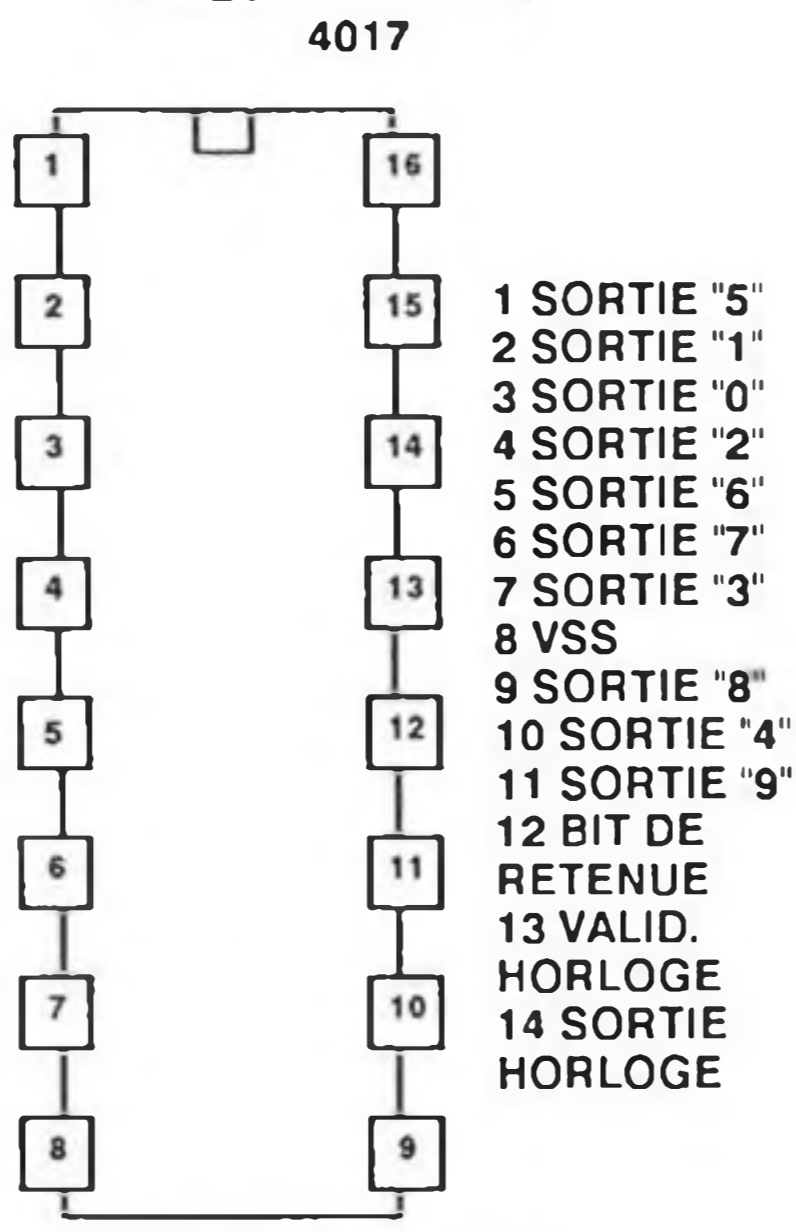 4017
1 16
2 15
3 14
4 13
5 12
6 11
7 10
8 9
1 SORTIE "5"
2 SORTIE "1"
3 SORTIE "0"
4 SORTIE "2"
5 SORTIE "6"
6 SORTIE "7"
7 SORTIE "3"
8 VSS
9 SORTIE "8"
10 SORTIE "4"
11 SORTIE "9"
12 BIT DE
RETENUE
13 VALID.
HORLOGE
14 SORTIE
HORLOGE